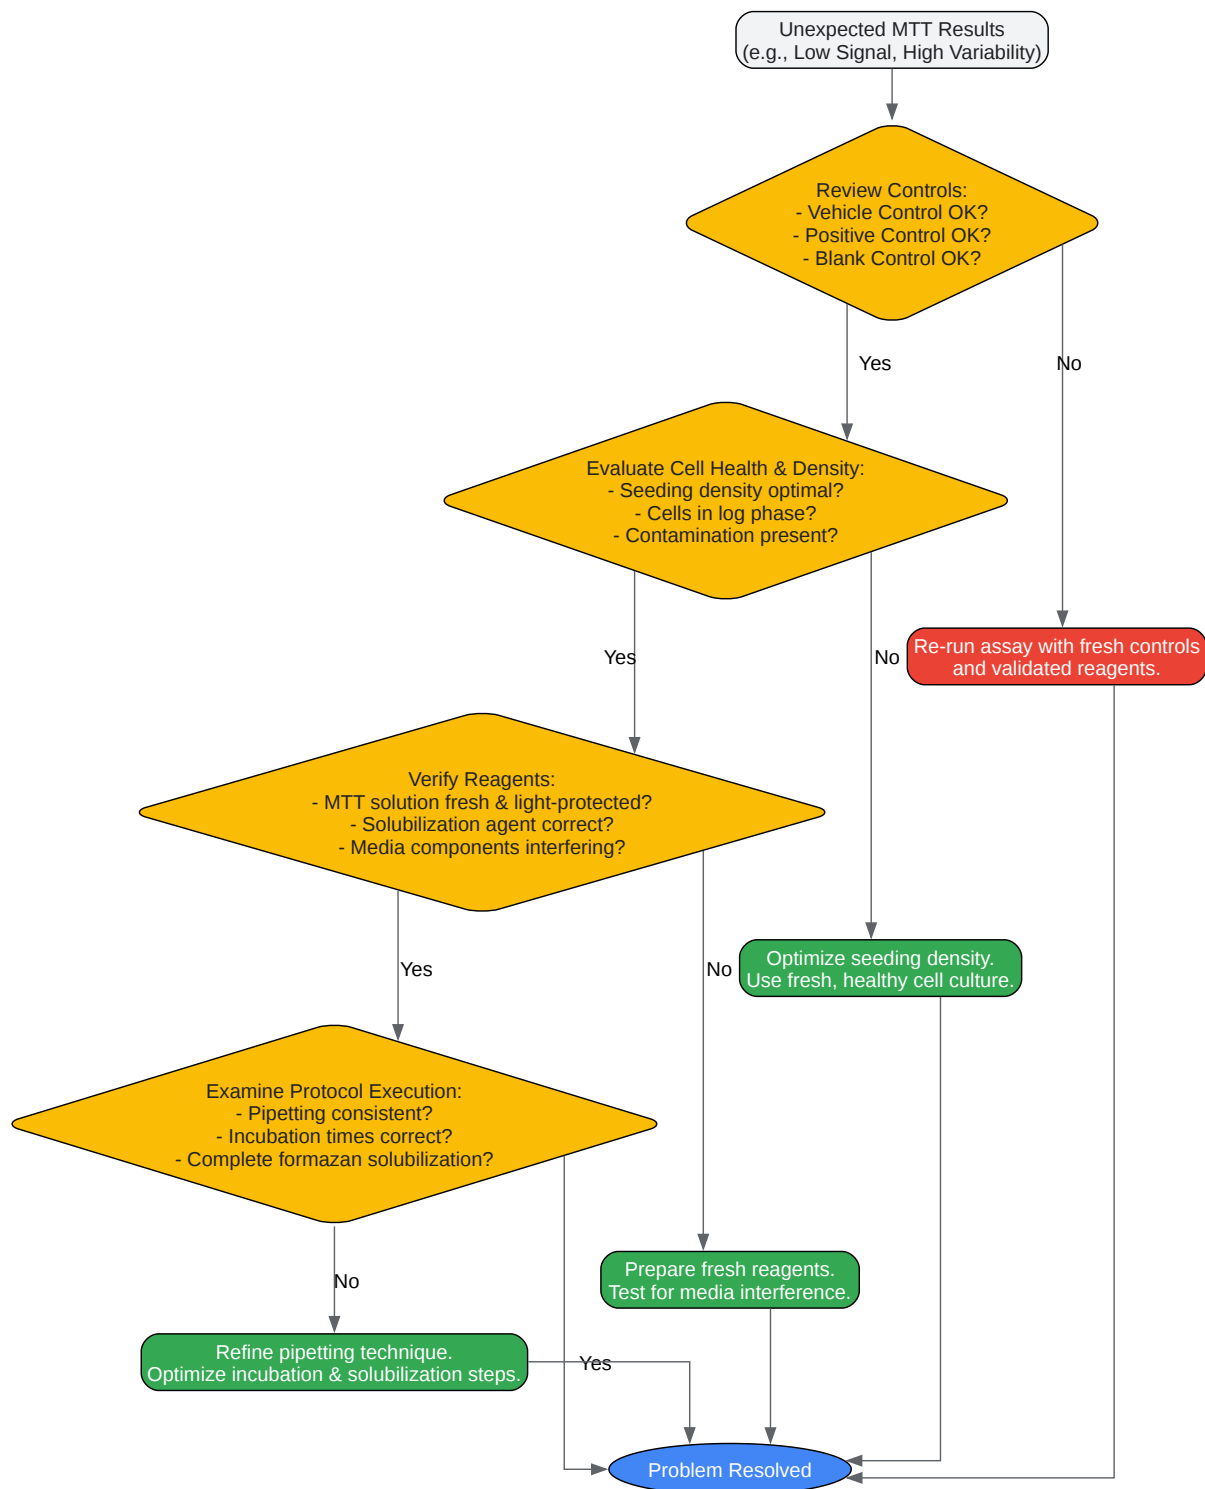 Unexpected MTT Results
(e.g., Low Signal, High Variability)
Review Controls:
- Vehicle Control OK?
- Positive Control OK?
- Blank Control OK?
Yes
No
Evaluate Cell Health & Density:
- Seeding density optimal?
- Cells in log phase?
- Contamination present?
Yes
No
Re-run assay with fresh controls
and validated reagents.
Verify Reagents:
- MTT solution fresh & light-protected?
- Solubilization agent correct?
- Media components interfering?
Yes
No
Optimize seeding density.
Use fresh, healthy cell culture.
Examine Protocol Execution:
- Pipetting consistent?
- Incubation times correct?
- Complete formazan solubilization?
No
Prepare fresh reagents.
Test for media interference.
Refine pipetting technique.
Optimize incubation & solubilization steps.
Yes
Problem Resolved